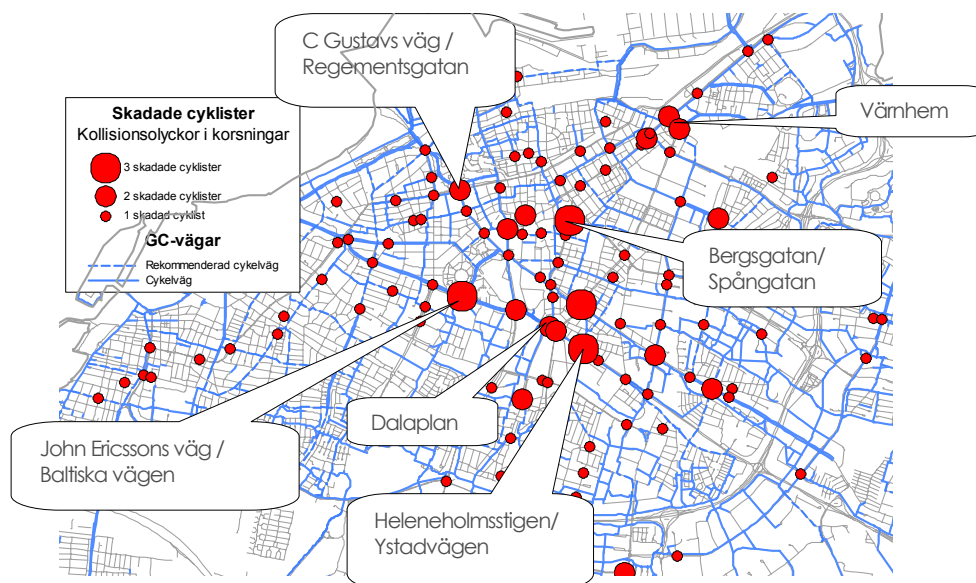 C Gustavs väg /
Regementsgatan
Värnhem
Skadade cyklister
Kollisionsolyckor i korsningar
3 skadade cyklister
2 skadade cyklister
1 skadad cyklist
GC-vägar
Rekommenderad cykelväg
Cykelväg
Bergsgatan/
Spångatan
Dalaplan
John Ericssons väg /
Baltiska vägen
Heleneholmsstigen/
Ystadvägen